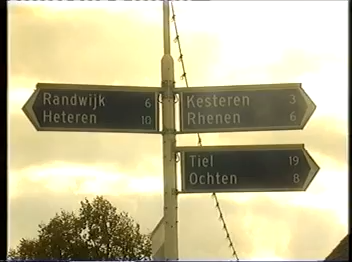 Randwijk 6
Heteren 10
Kesteren 3
Rhenen 6
Tiel 19
Ochten 8